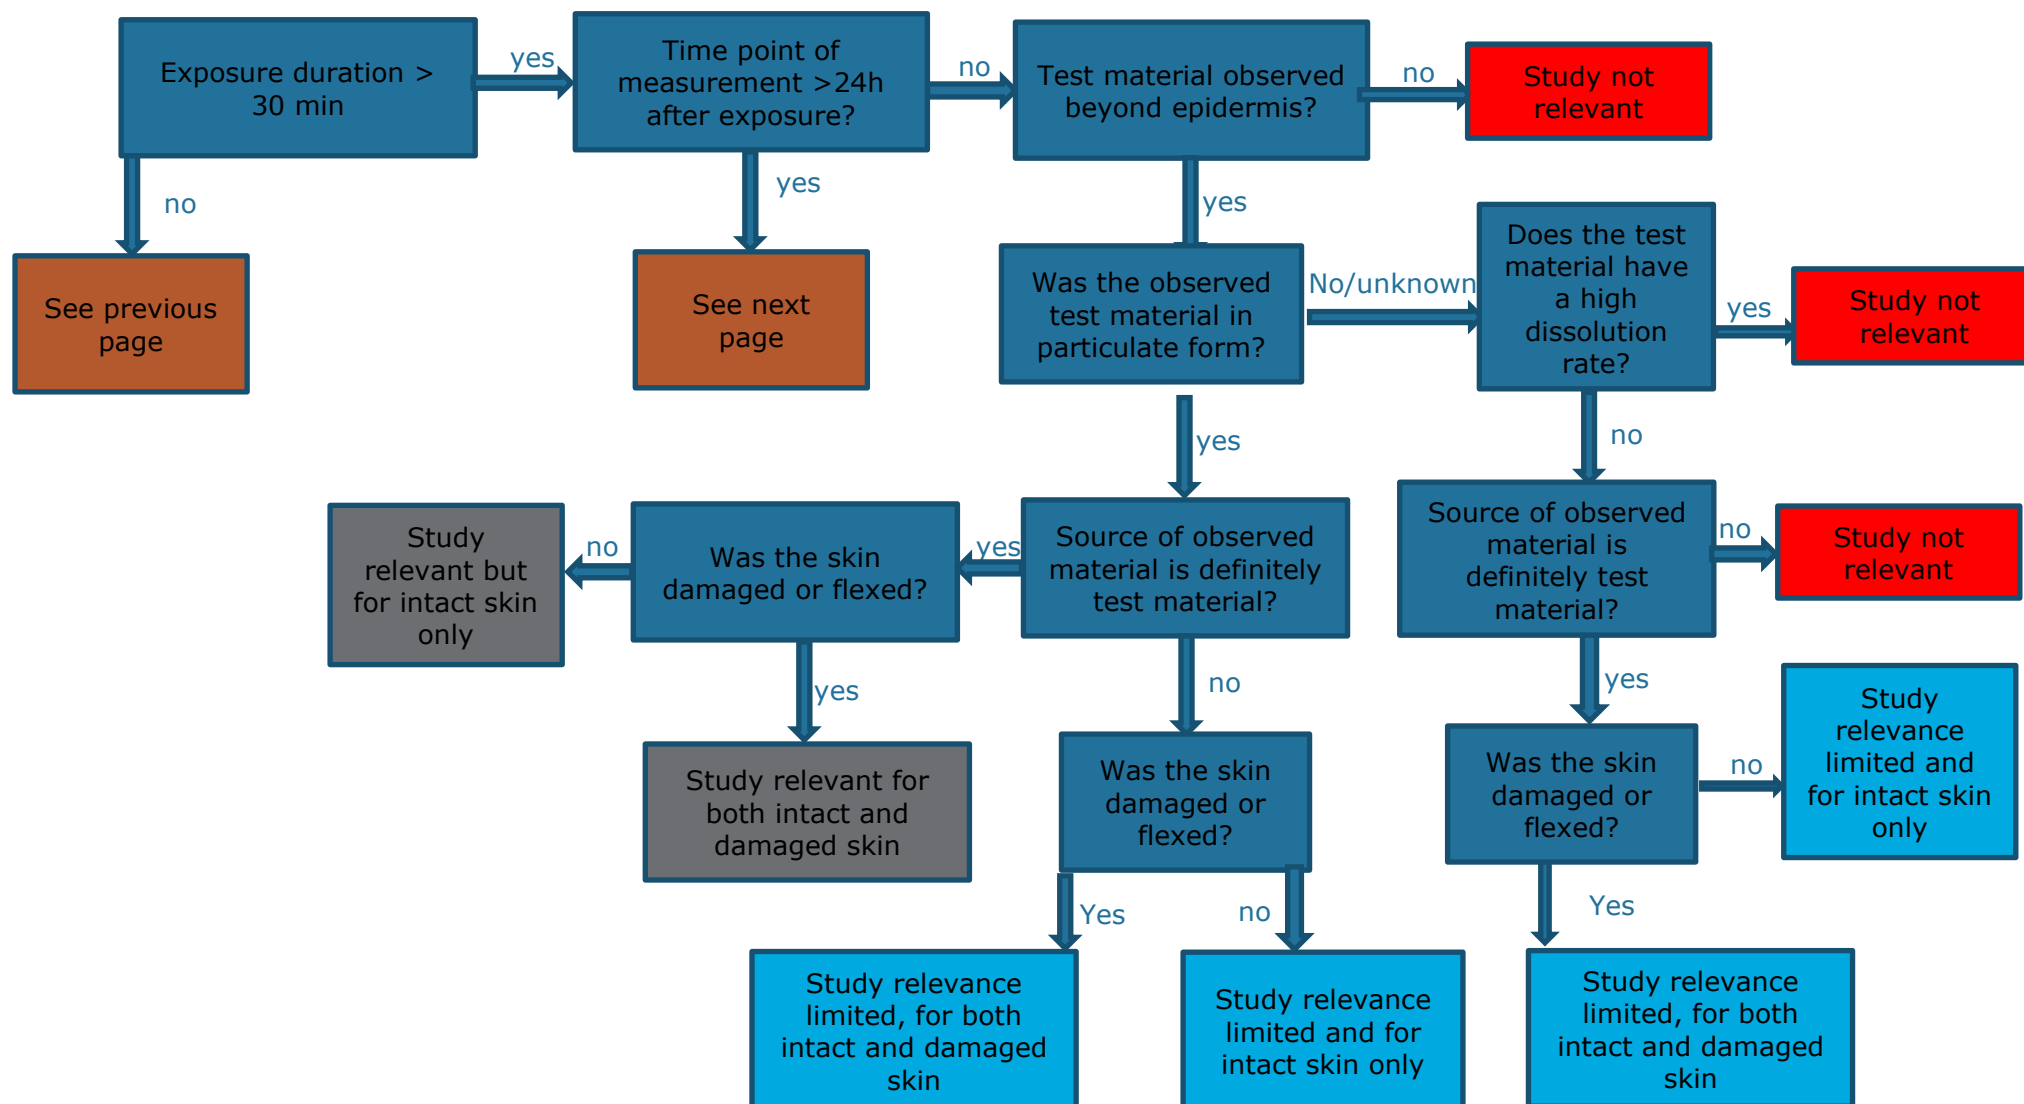 Exposure duration >
30 min
yes
Time point of
measurement >24h
after exposure?
no
Test material observed
beyond epidermis?
no
Study not
relevant
no
yes
yes
See previous
page
See next
page
Was the observed
test material in
particulate form?
No/unknown
Does the test
material have
a high
dissolution
rate?
yes
Study not
relevant
yes
no
Study
relevant but
for intact skin
only
no
Was the skin
damaged or flexed?
yes
Source of observed
material is definitely
test material?
Source of observed
material is
definitely test
material?
no
Study not
relevant
yes
no
yes
Study relevant for
both intact and
damaged skin
Was the skin
damaged or
flexed?
Was the skin
damaged or
flexed?
no
Study
relevance
limited and
for intact skin
only
Yes
no
Yes
Study relevance
limited, for both
intact and damaged
skin
Study relevance
limited and for
intact skin only
Study relevance
limited, for both
intact and damaged
skin